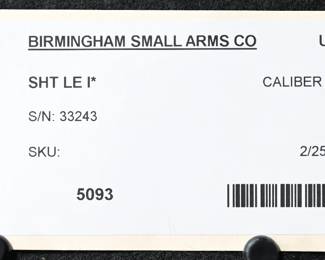 BIRMINGHAM SMALL ARMS CO U
SHT LE I* CALIBER
S/N: 33243
SKU: 2/25
5093